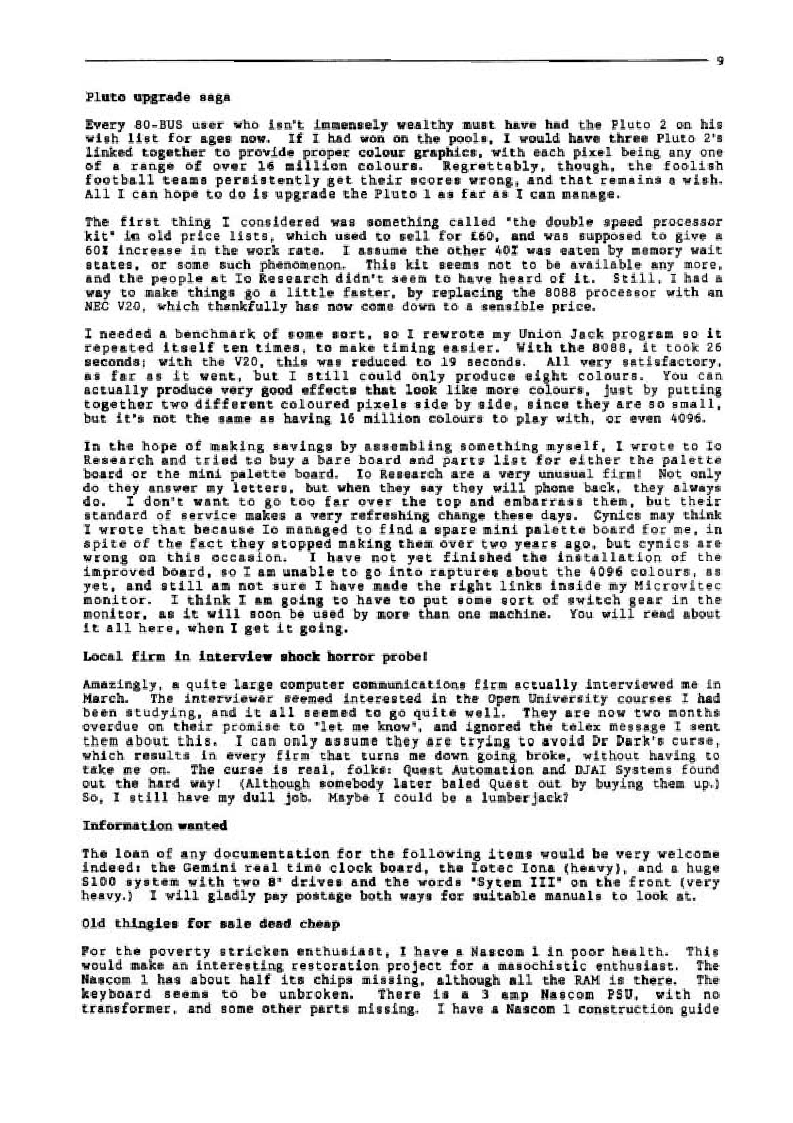 9
Pluto upgrade saga
Every 80-BUS user who isn't immensely wealthy must have had the Pluto 2 on his
wish list for ages now. If I had won on the pools, I would have three Pluto 2's
linked together to provide proper colour graphics, with each pixel being any one
of a range of over 16 million colours. Regrettably, though, the foolish
football teams persistently get their scores wrong, and that remains a wish.
All I can hope to do is upgrade the Pluto 1 as far as I can manage.
The first thing I considered was something called "the double speed processor
kit" in old price lists, which used to sell for £60, and was supposed to give a
60% increase in the work rate. I assume the other 40% was eaten by memory wait
states, or some such phenomenon. This kit seems not to be available any more,
and the people at Io Research didn't seem to have heard of it. Still, I had a
way to make things go a little faster, by replacing the 8088 processor with an
NEC V20, which thankfully has now come down to a sensible price.
I needed a benchmark of some sort, so I rewrote my Union Jack program so it
repeated itself ten times, to make timing easier. With the 8088, it took 26
seconds; with the V20, this was reduced to 19 seconds. All very satisfactory,
as far as it went, but I still could only produce eight colours. You can
actually produce very good effects that look like more colours, just by putting
together two different coloured pixels side by side, since they are so small,
but it's not the same as having 16 million colours to play with, or even 4096.
In the hope of making savings by assembling something myself, I wrote to Io
Research and tried to buy a bare board and parts list for either the palette
board or the mini palette board. Io Research are a very unusual firm! Not only
do they answer my letters, but when they say they will phone back, they always
do. I don't want to go too far over the top and embarrass them, but their
standard of service makes a very refreshing change these days. Cynics may think
I wrote that because Io managed to find a spare mini palette board for me, in
spite of the fact they stopped making them over two years ago, but cynics are
wrong on this occasion. I have not yet finished the installation of the
improved board, so I am unable to go into raptures about the 4096 colours, as
yet, and still am not sure I have made the right links inside my Microvitec
monitor. I think I am going to have to put some sort of switch gear in the
monitor, as it will soon be used by more than one machine. You will read about
it all here, when I get it going.
Local firm in interview shock horror probe!
Amazingly, a quite large computer communications firm actually interviewed me in
March. The interviewer seemed interested in the Open University courses I had
been studying, and it all seemed to go quite well. They are now two months
overdue on their promise to "let me know", and ignored the telex message I sent
them about this. I can only assume they are trying to avoid Dr Dark's curse,
which results in every firm that turns me down going broke, without having to
take me on. The curse is real, folks: Quest Automation and DJAI Systems found
out the hard way! (Although somebody later baled Quest out by buying them up.)
So, I still have my dull job. Maybe I could be a lumberjack?
Information wanted
The loan of any documentation for the following items would be very welcome
indeed: the Gemini real time clock board, the Iotec Iona (heavy), and a huge
S100 system with two 8" drives and the words "Sytem III" on the front (very
heavy.) I will gladly pay postage both ways for suitable manuals to look at.
Old thingies for sale dead cheap
For the poverty stricken enthusiast, I have a Nascom 1 in poor health. This
would make an interesting restoration project for a masochistic enthusiast. The
Nascom 1 has about half its chips missing, although all the RAM is there. The
keyboard seems to be unbroken. There is a 3 amp Nascom PSU, with no
transformer, and some other parts missing. I have a Nascom 1 construction guide